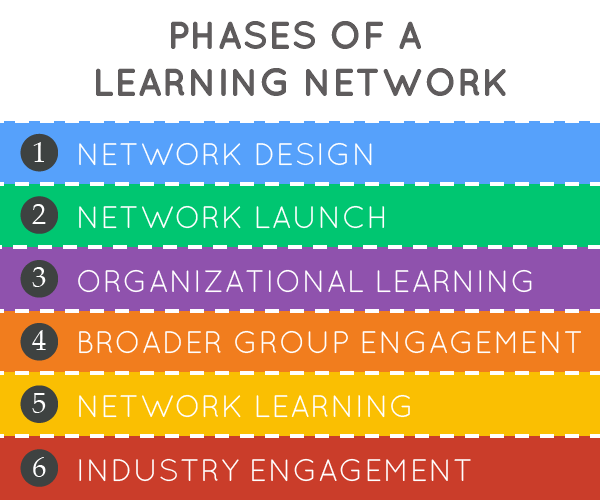 PHASES OF A
LEARNING NETWORK
1 NETWORK DESIGN
2 NETWORK LAUNCH
3 ORGANIZATIONAL LEARNING
4 BROADER GROUP ENGAGEMENT
5 NETWORK LEARNING
6 INDUSTRY ENGAGEMENT